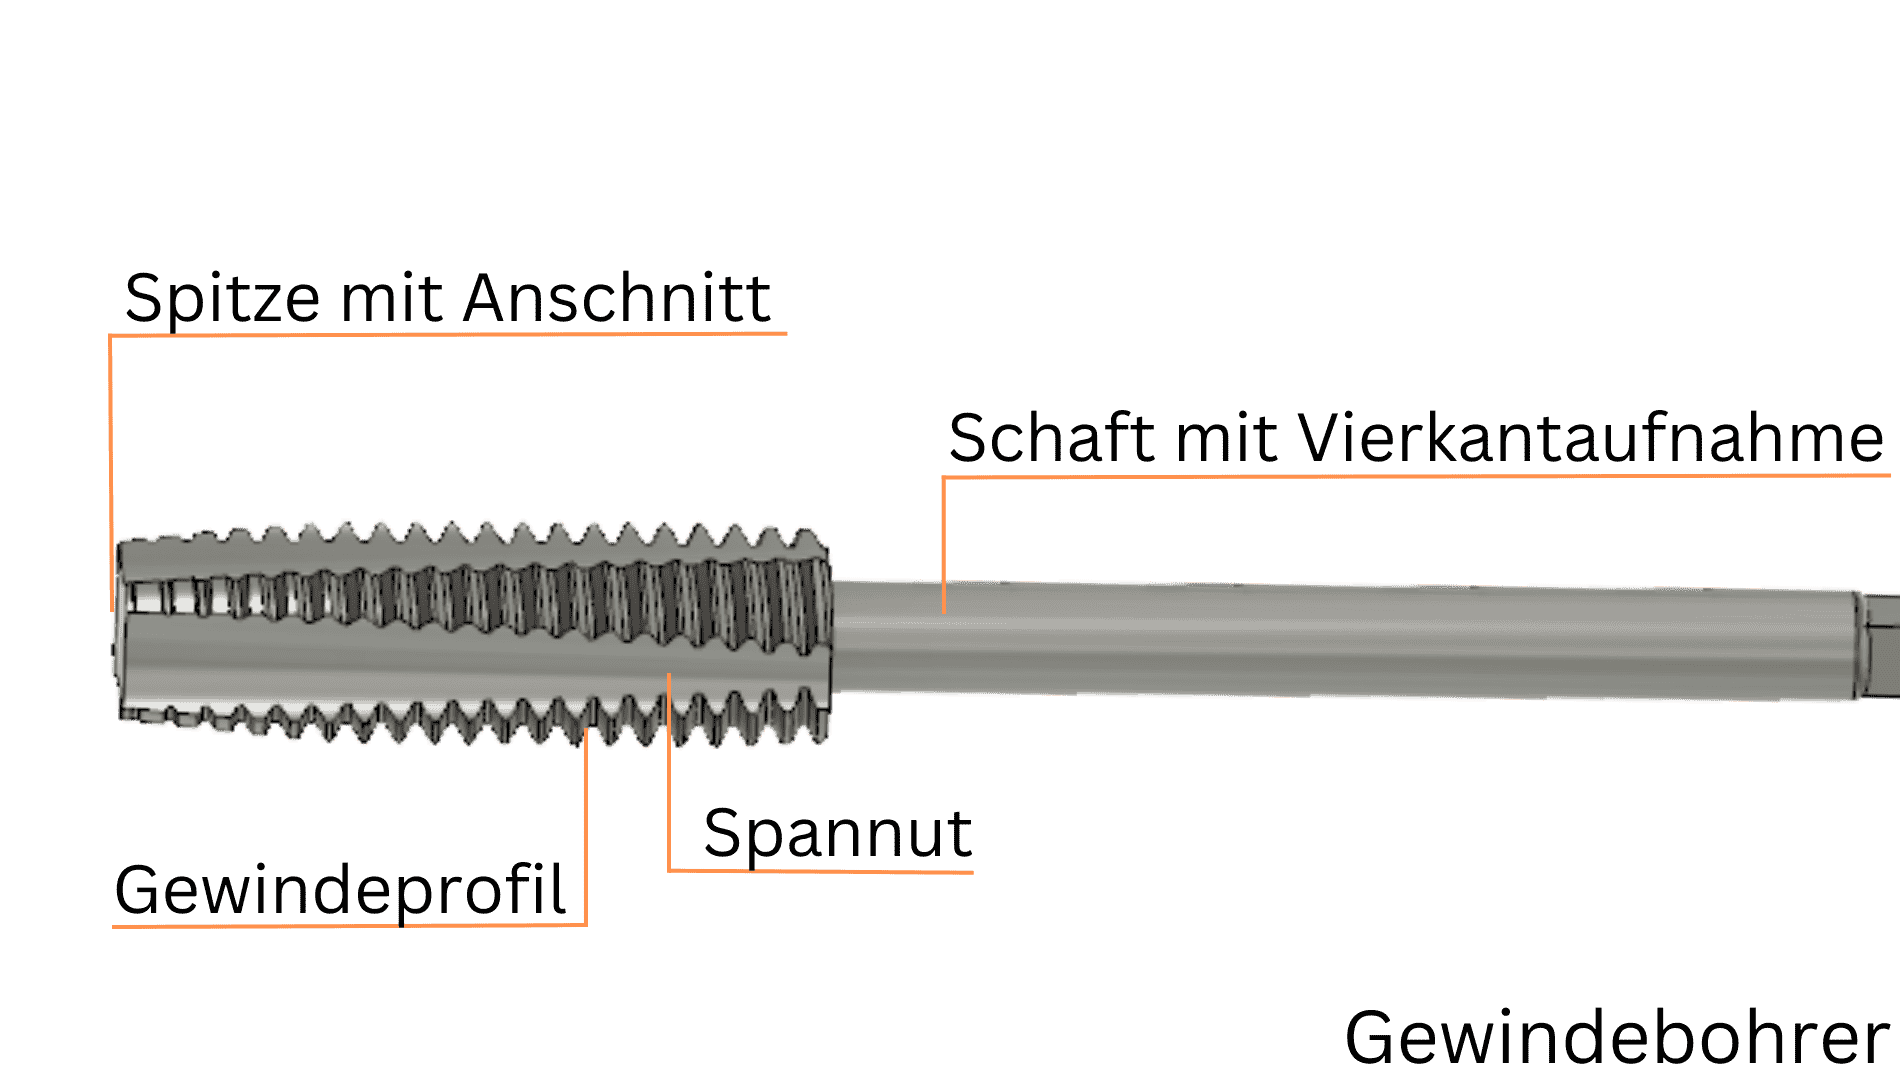 Spitze mit Anschnitt
Schaft mit Vierkantaufnahme
Spannut
Gewindeprofil
Gewindebohrer